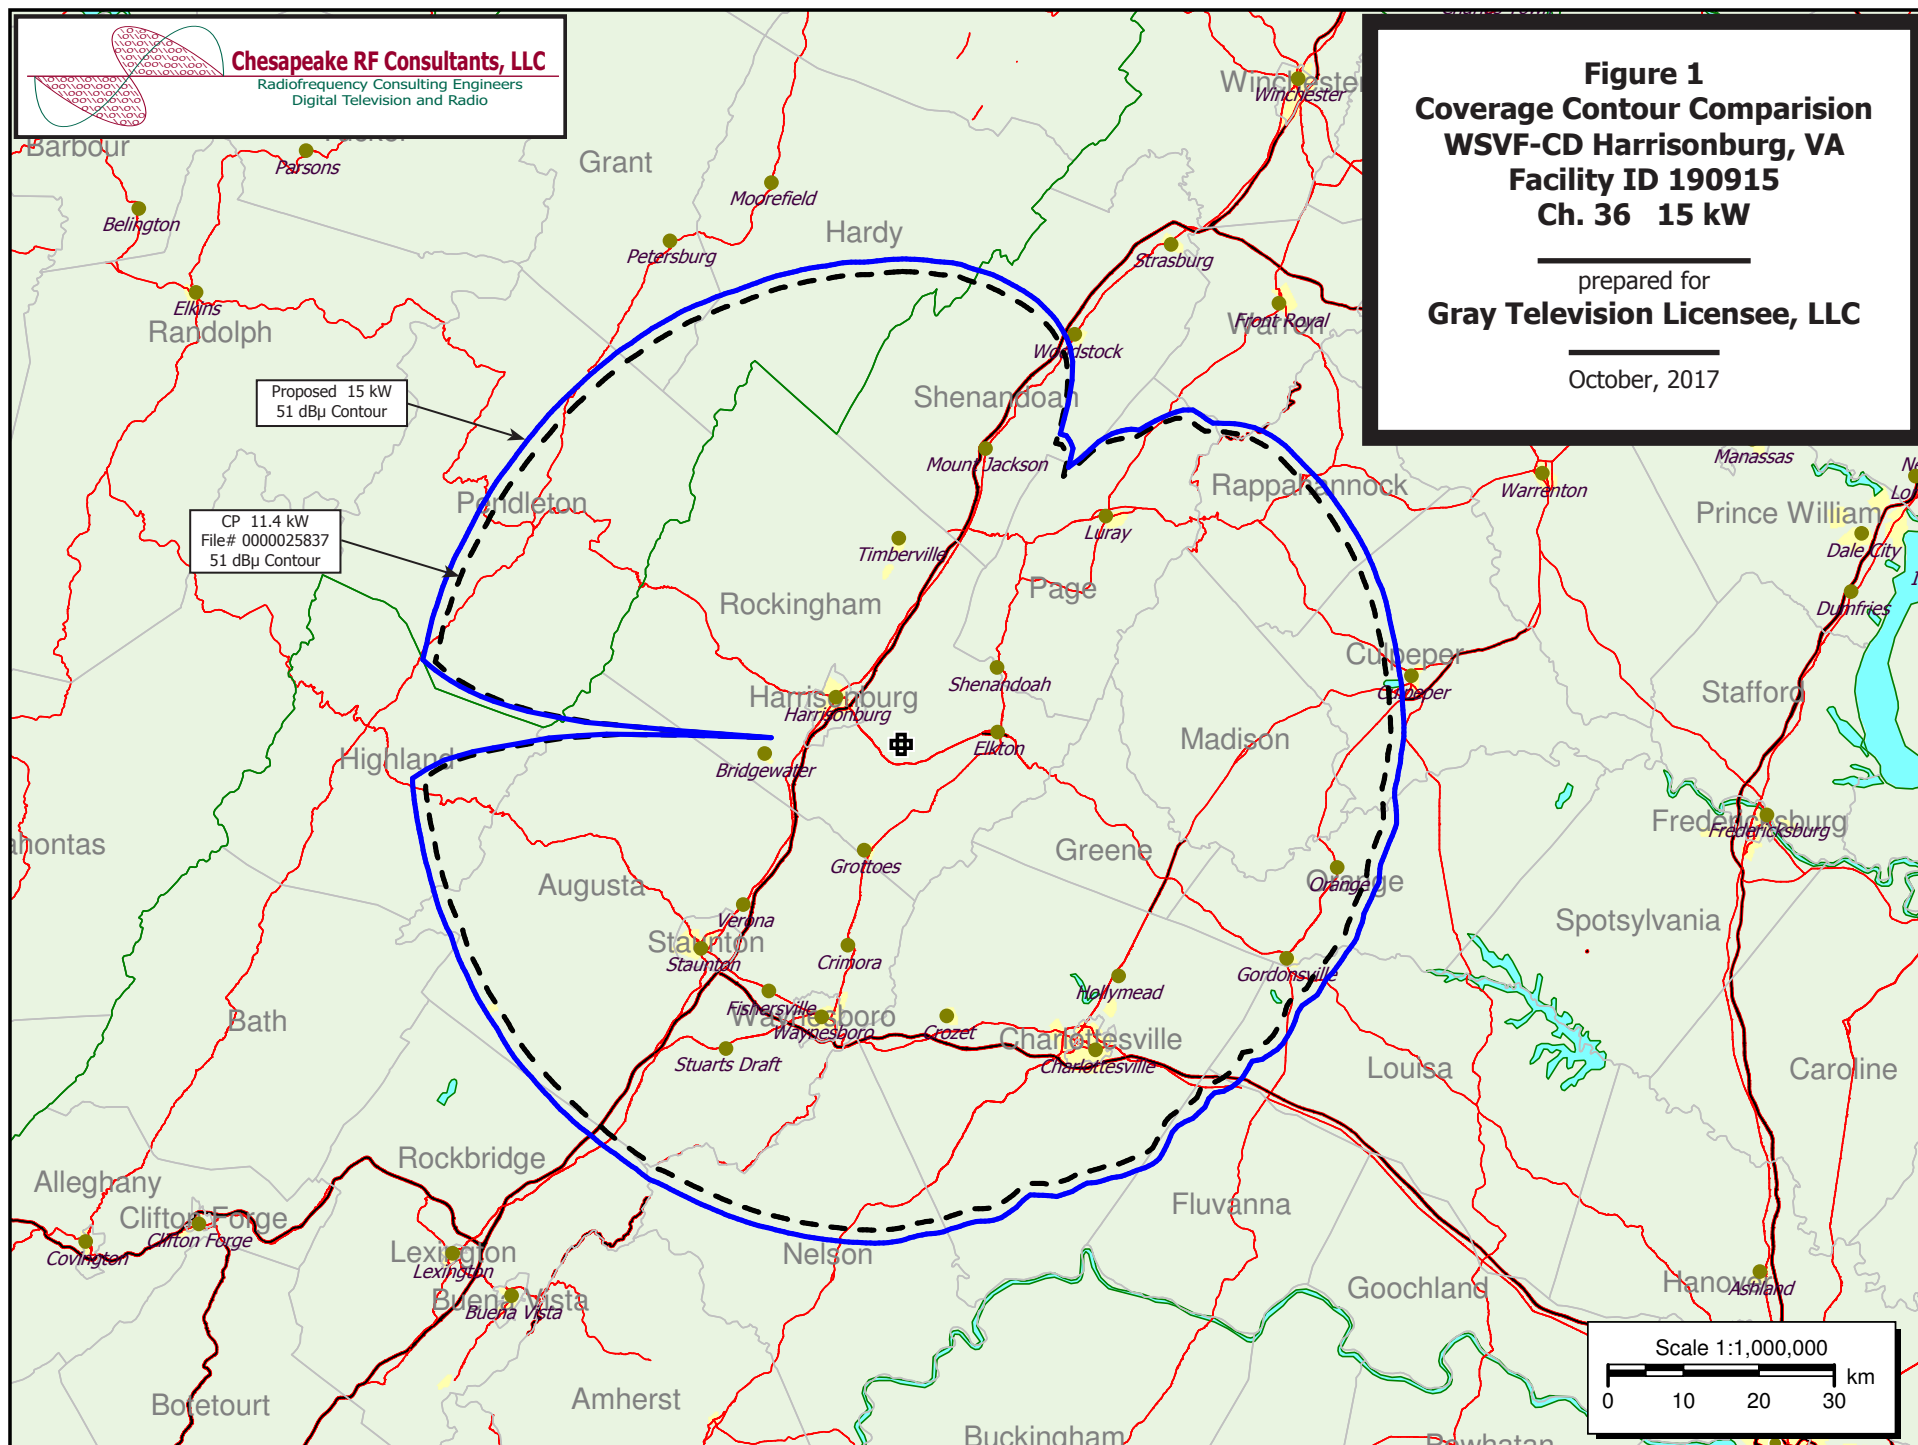 Chesapeake RF Consultants, LLC
Radiofrequency Consulting Engineers
Digital Television and Radio
Figure 1
Coverage Contour Comparision
WSVF-CD Harrisonburg, VA
Facility ID 190915
Ch. 36 15 kW
prepared for
Gray Television Licensee, LLC
October, 2017
Winchester
Winchester
Barbour
Parsons
Grant
Moorefield
Belington
Hardy
Petersburg
Strasburg
Elkins
Randolph
Front Royal
Warren
Woodstock
Proposed 15 kW
51 dBµ Contour
Shenandoah
Mount Jackson
Manassas
Rappahannock
Warrenton
Pendleton
Prince William
CP 11.4 kW
File# 0000025837
51 dBµ Contour
Luray
Timberville
Dale City
Page
Rockingham
Dumfries
Culpeper
Culpeper
Shenandoah
Harrisonburg
Harrisonburg
Stafford
Highland
Bridgewater
Elkton
Madison
Fredericksburg
Fredericksburg
ahontas
Greene
Grottoes
Augusta
Orange
Orange
Verona
Spotsylvania
Staunton
Staunton
Crimora
Gordonsville
Hollymead
Fishersville
Waynesboro
Waynesboro
Crozet
Bath
Charlottesville
Charlottesville
Stuarts Draft
Louisa
Caroline
Rockbridge
Alleghany
Clifton Forge
Clifton Forge
Fluvanna
Covington
Lexington
Lexington
Nelson
Goochland
Hanover
Ashland
Buena Vista
Buena Vista
Scale 1:1,000,000
0 10 20 30 km
Botetourt
Amherst
Buckingham
Powhatan